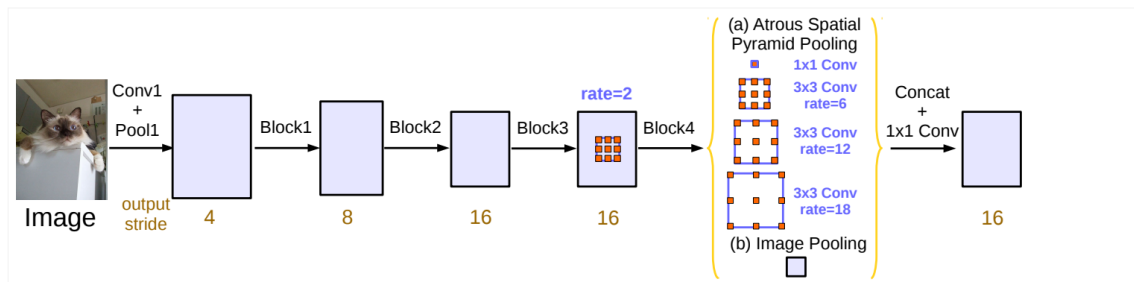 Image
Conv1
+
Pool1
output
stride
4
Block1
8
Block2
16
Block3
rate=2
16
Block4
(a) Atrous Spatial
Pyramid Pooling
1x1 Conv
3x3 Conv
rate=6
3x3 Conv
rate=12
3x3 Conv
rate=18
(b) Image Pooling
Concat
+
1x1 Conv
16